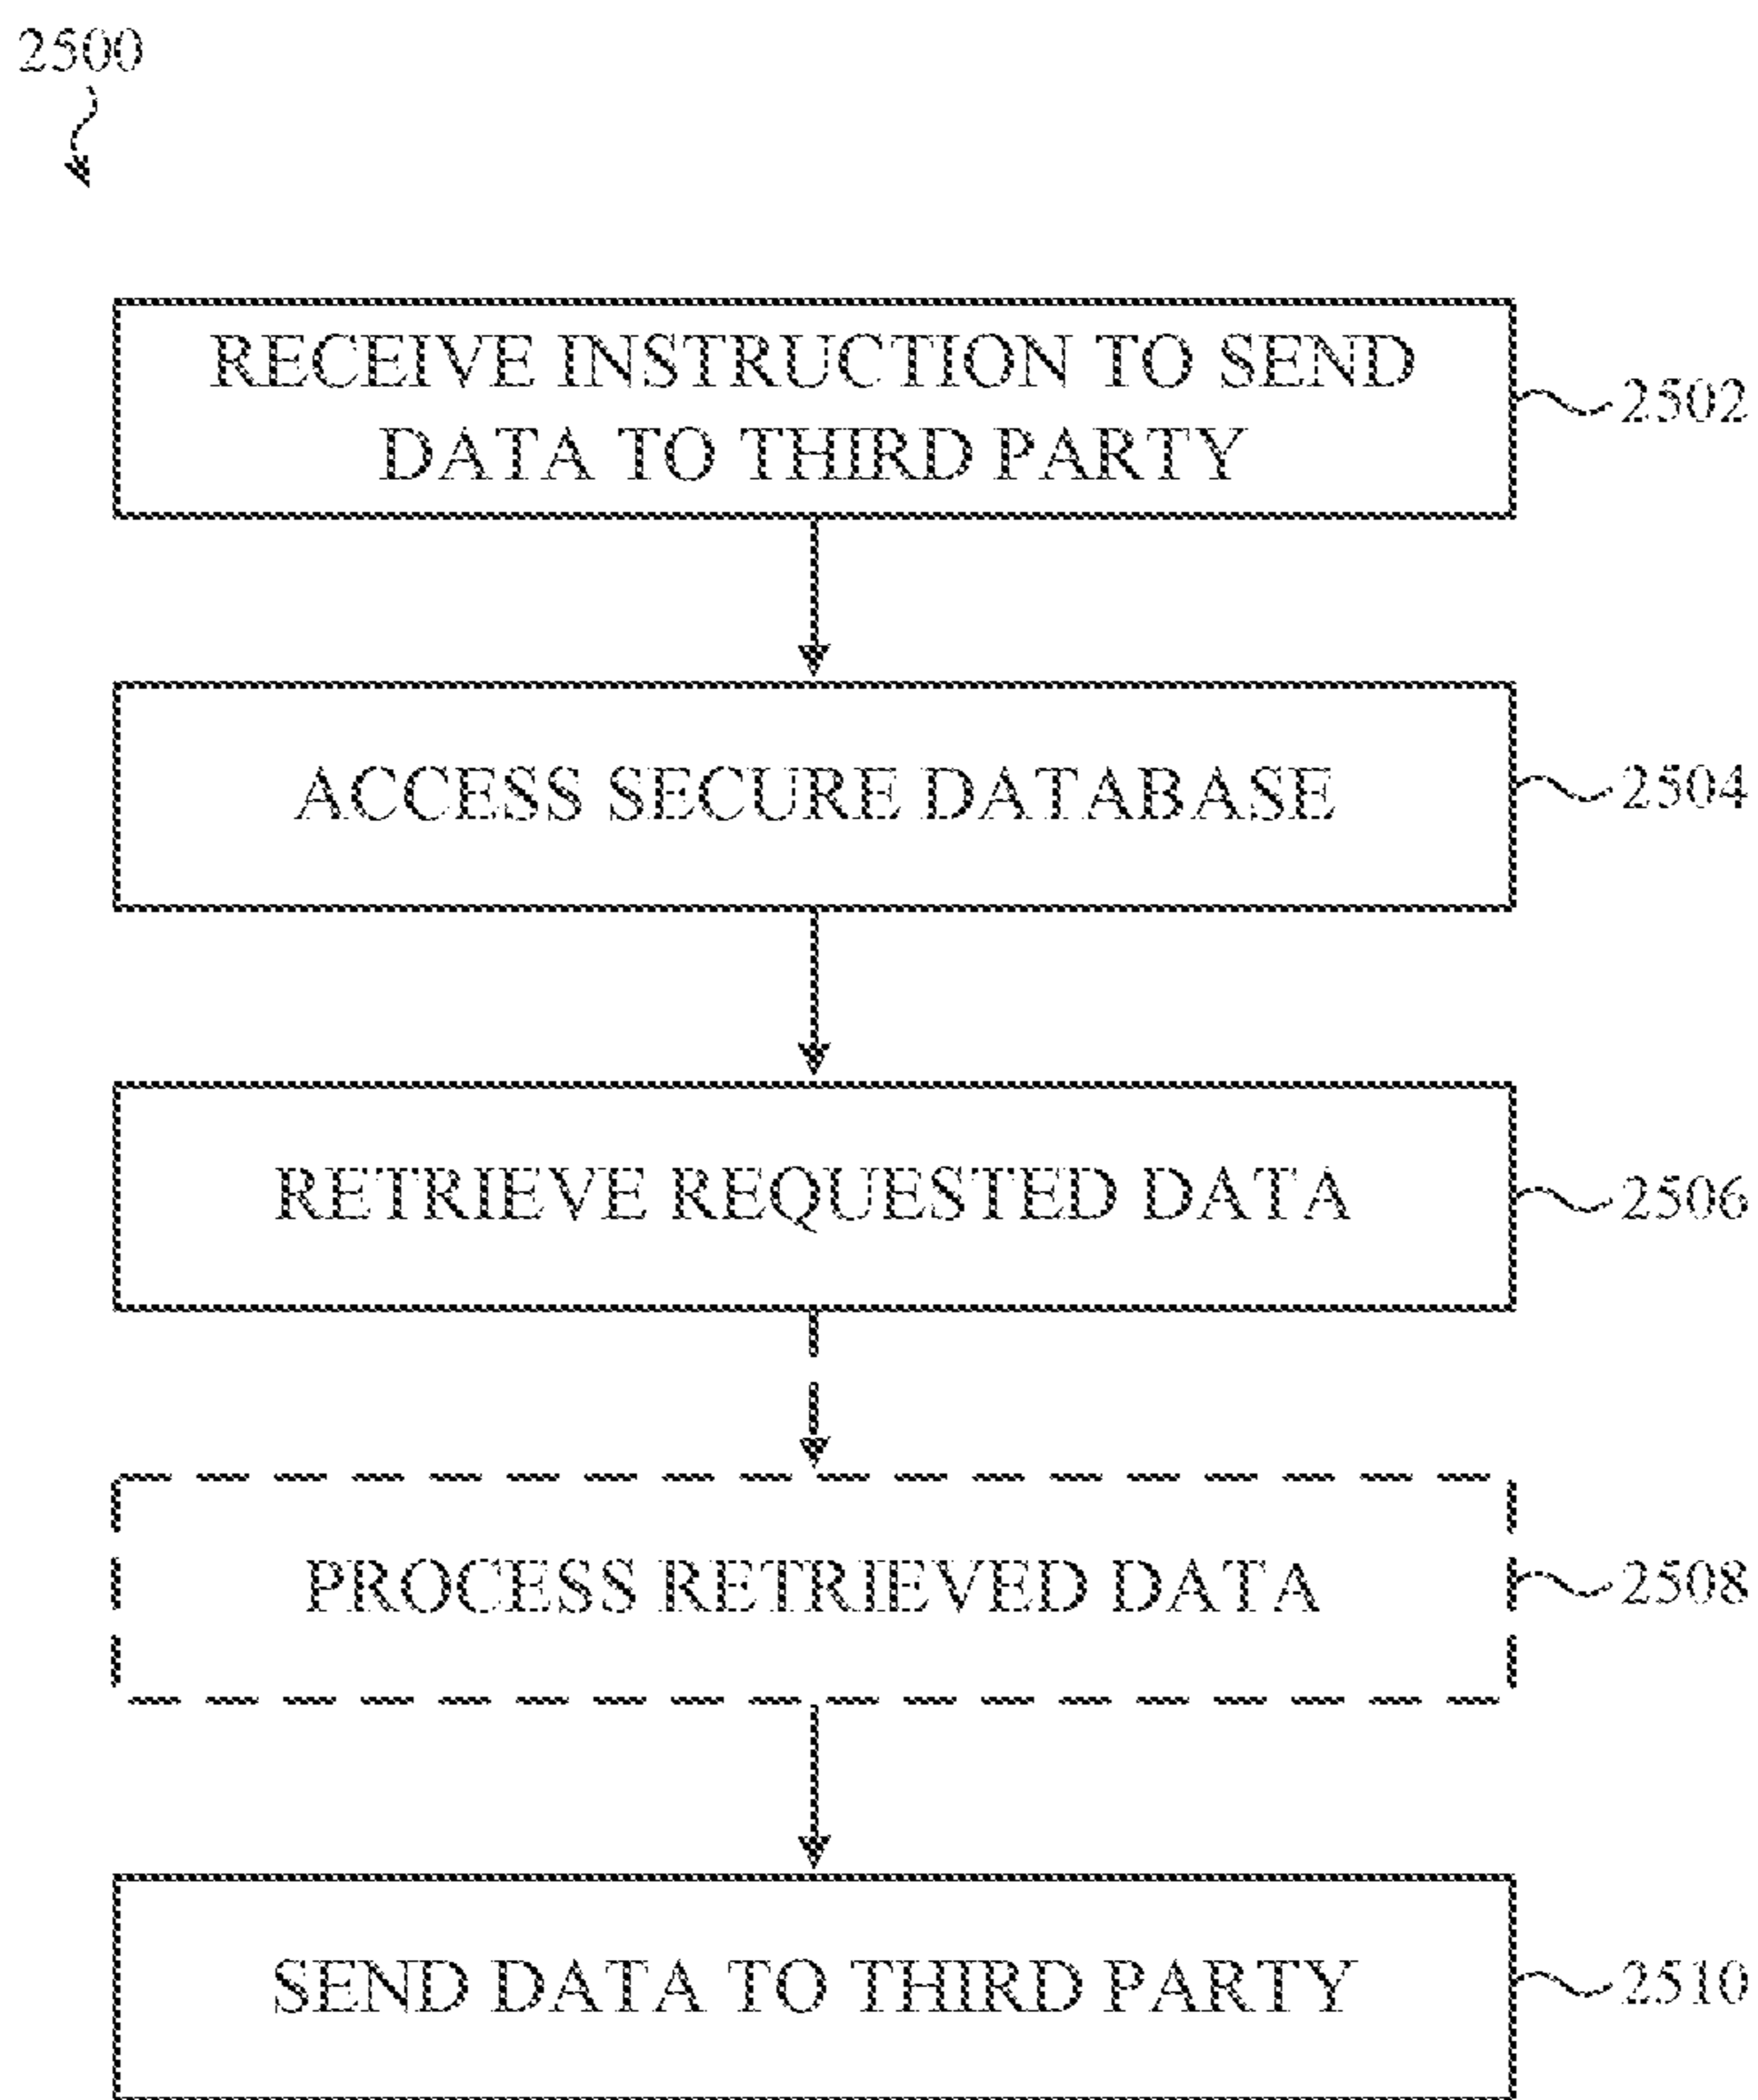 2500
RECEIVE INSTRUCTION TO SEND
DATA TO THIRD PARTY
2502
ACCESS SECURE DATABASE
2504
RETRIEVE REQUESTED DATA
2506
PROCESS RETRIEVED DATA
2508
SEND DATA TO THIRD PARTY
2510